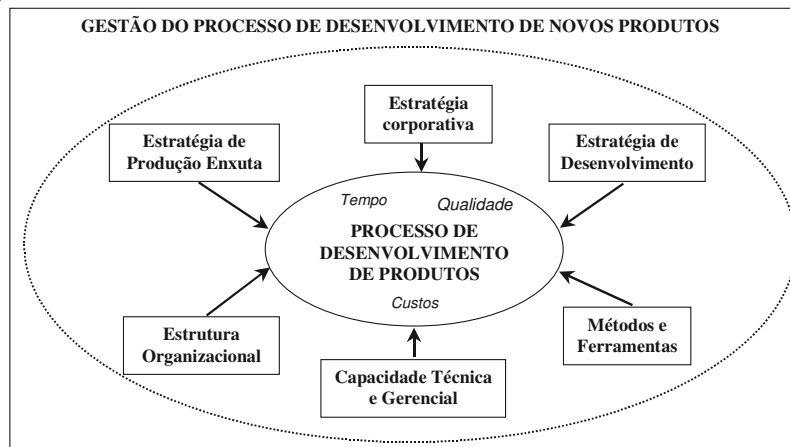 GESTÃO DO PROCESSO DE DESENVOLVIMENTO DE NOVOS PRODUTOS
Estratégia
corporativa
Estratégia de
Produção Enxuta
Estratégia de
Desenvolvimento
Tempo
Qualidade
PROCESSO DE
DESENVOLVIMENTO
DE PRODUTOS
Custos
Estrutura
Organizacional
Métodos e
Ferramentas
Capacidade Técnica
e Gerencial